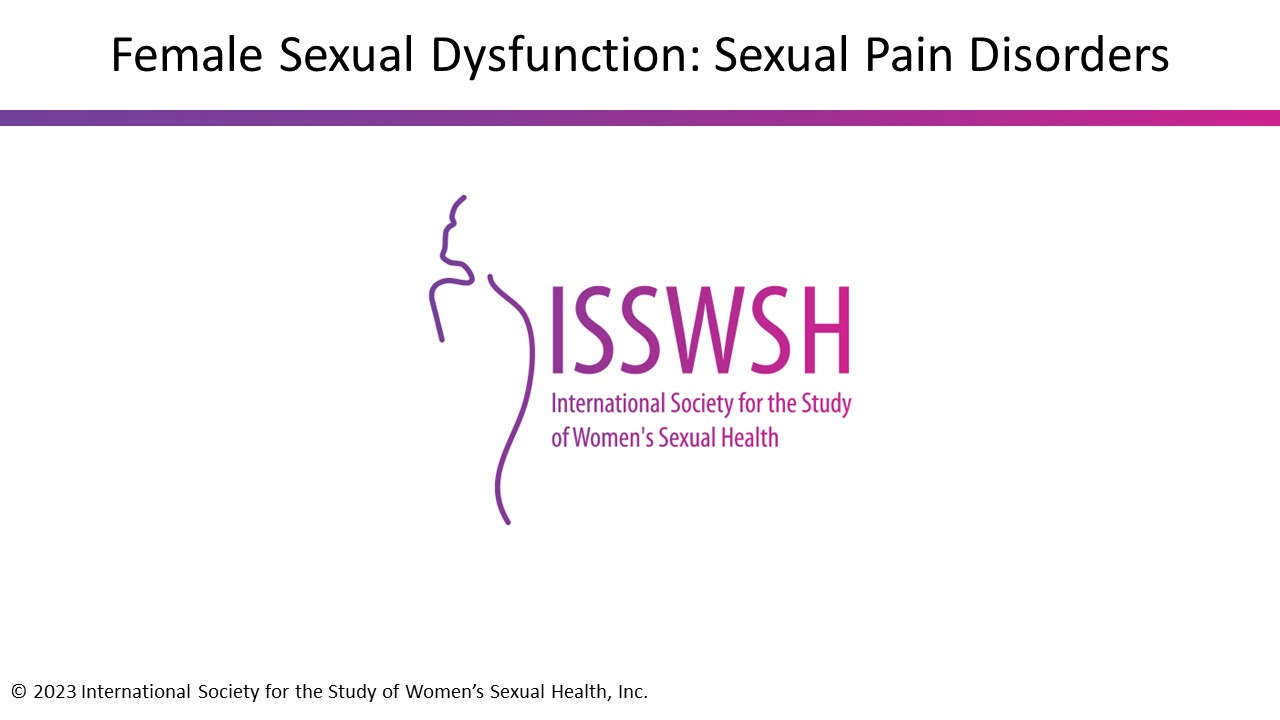 Female Sexual Dysfunction: Sexual Pain Disorders
ISSWSH
International Society for the Study
of Women's Sexual Health
© 2023 International Society for the Study of Women’s Sexual Health, Inc.